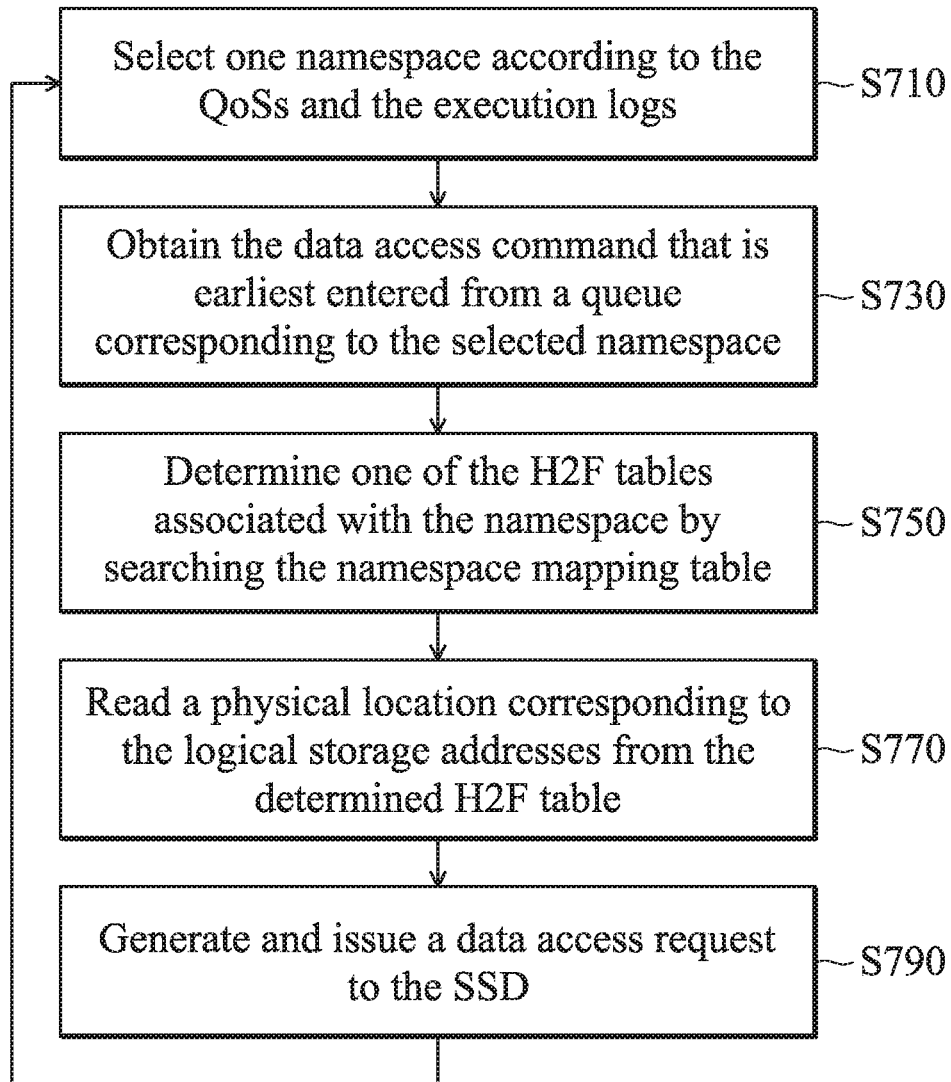 Select one namespace according to the
QoSs and the execution logs
S710
Obtain the data access command that is
earliest entered from a queue
corresponding to the selected namespace
S730
Determine one of the H2F tables
associated with the namespace by
searching the namespace mapping table
S750
Read a physical location corresponding to
the logical storage addresses from the
determined H2F table
S770
Generate and issue a data access request
to the SSD
S790